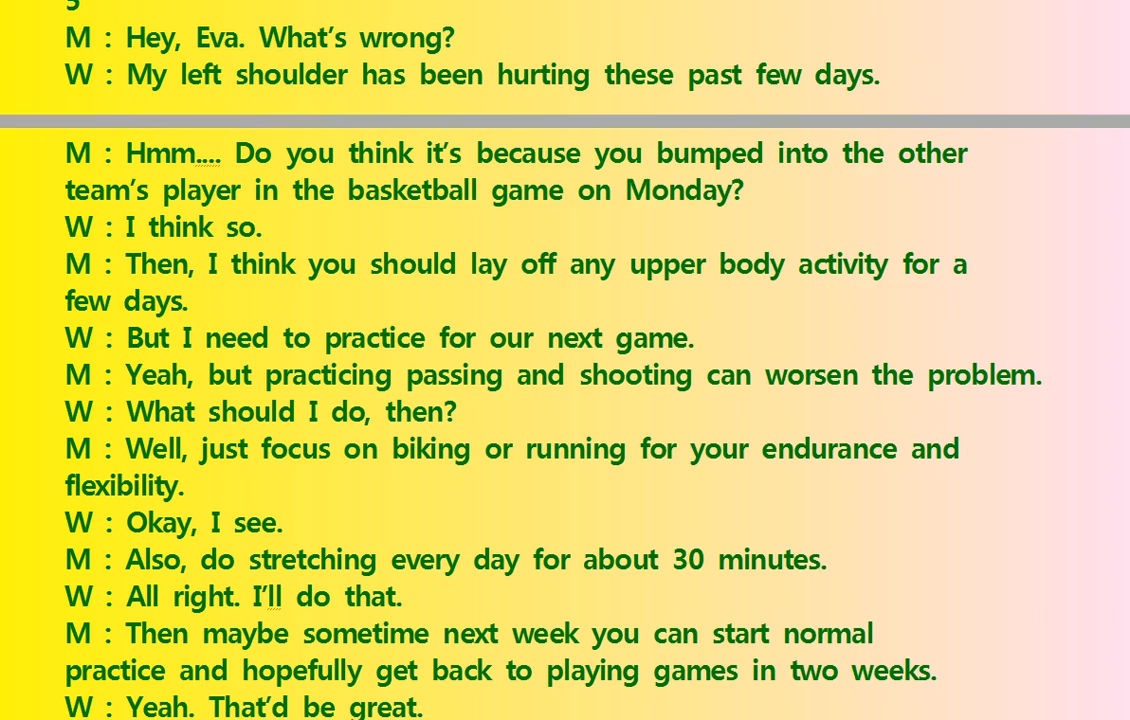 5
M : Hey, Eva. What's wrong?
W : My left shoulder has been hurting these past few days.
M : Hmm.... Do you think it's because you bumped into the other
team's player in the basketball game on Monday?
W : I think so.
M : Then, I think you should lay off any upper body activity for a
few days.
W : But I need to practice for our next game.
M : Yeah, but practicing passing and shooting can worsen the problem.
W : What should I do, then?
M : Well, just focus on biking or running for your endurance and
flexibility.
W : Okay, I see.
M : Also, do stretching every day for about 30 minutes.
W : All right. I'll do that.
M : Then maybe sometime next week you can start normal
practice and hopefully get back to playing games in two weeks.
W : Yeah. That'd be great.